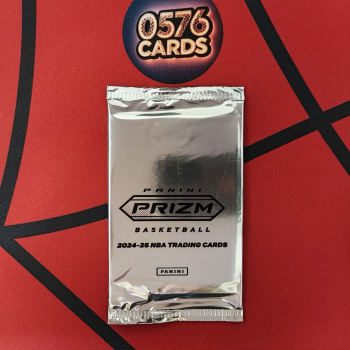 0576
CARDS
PANINI
PRIZM
BASKETBALL
2024-25 NBA TRADING CARDS
PANINI